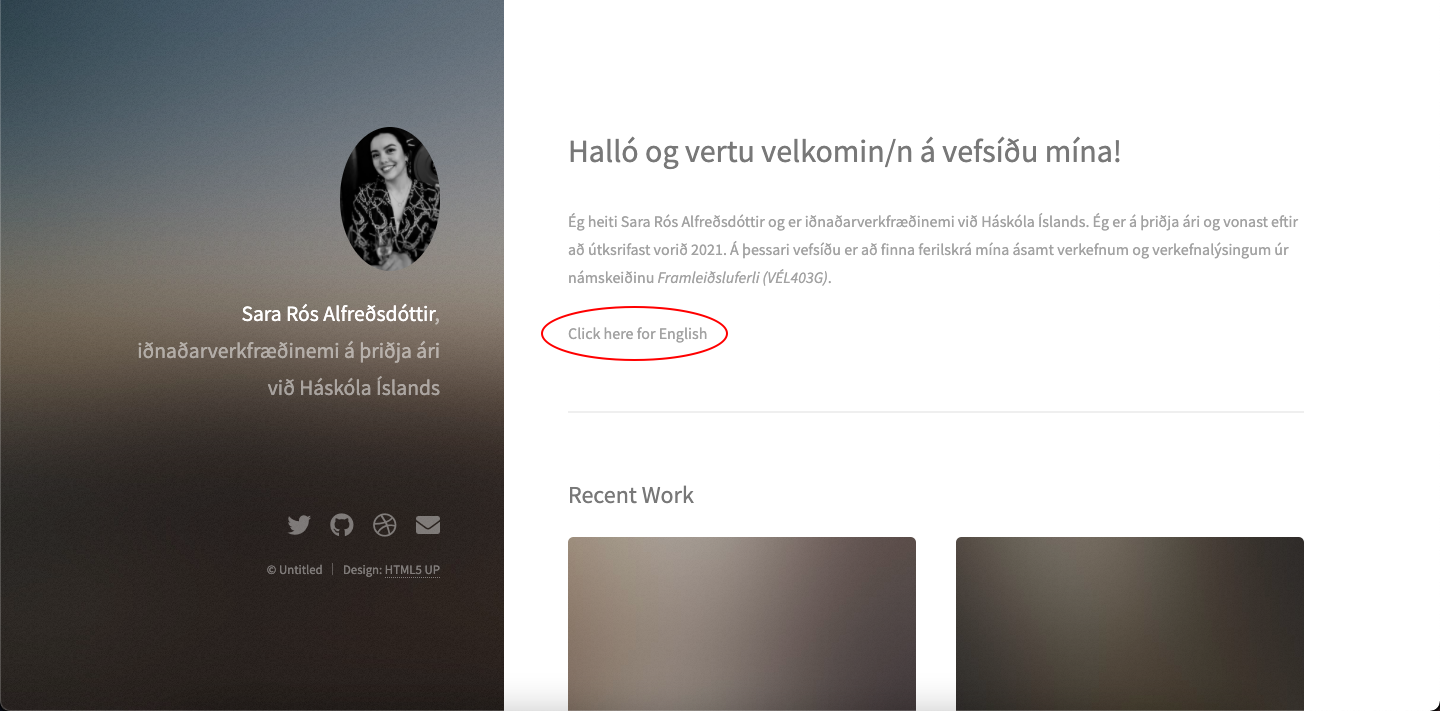 Sara Rós Alfreðsdóttir,
iðnaðarverkfræðinemi á þriðja ári
við Háskóla Íslands
© Untitled
Design: HTML5 UP
Halló og vertu velkomin/n á vefsíðu mína!
Ég heiti Sara Rós Alfreðsdóttir og er iðnaðarverkfræðinemi við Háskóla Íslands. Ég er á þriðja ári og vonast eftir
að útksrifast vorið 2021. Á þessari vefsíðu er að finna ferilskrá mína ásamt verkefnum og verkefnalýsingum úr
námskeiðinu Framleiðsluferli (VÉL403G).
Click here for English
Recent Work